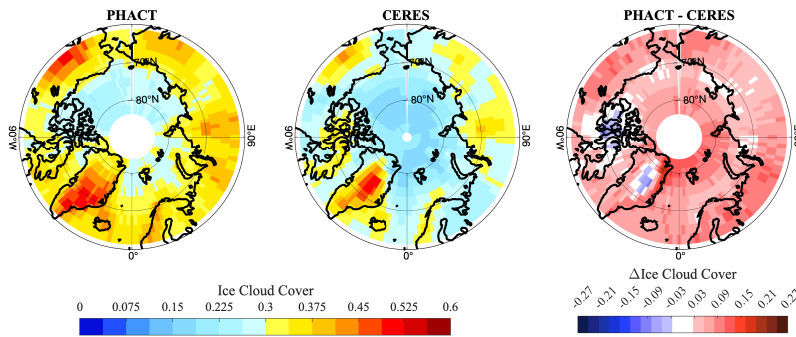 PHACT CERES PHACT - CERES
70°N 70°N 70°N
80°N 80°N 80°N
90°W 90°E 90°W 90°E 90°W 90°E
0° 0° 0°
Ice Cloud Cover
0 0.075 0.15 0.225 0.3 0.375 0.45 0.525 0.6
ΔIce Cloud Cover
-0.27 -0.21 -0.15 -0.09 -0.03 0.03 0.09 0.15 0.21 0.27